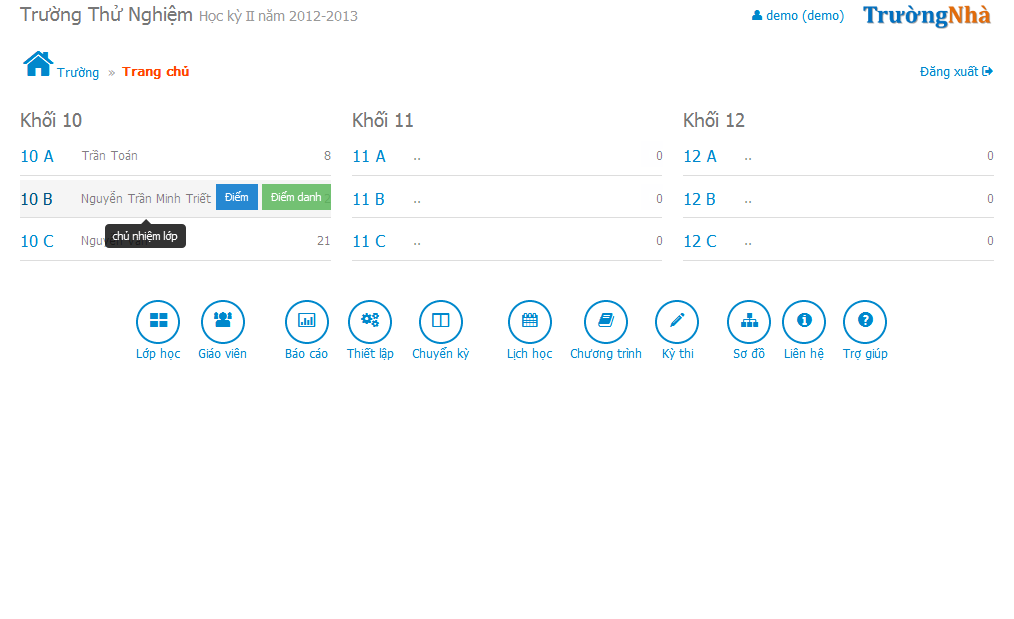 Trường Thử Nghiệm Học kỳ II năm 2012-2013
demo (demo)
TrườngNhà
Trường » Trang chủ
Đăng xuất
Khối 10
10 A Trần Toán 8
10 B Nguyễn Trần Minh Triết Điểm Điểm danh
chủ nhiệm lớp
10 C 21
Khối 11
11 A .. 0
11 B .. 0
11 C .. 0
Khối 12
12 A .. 0
12 B .. 0
12 C .. 0
Lớp học
Giáo viên
Báo cáo
Thiết lập
Chuyển kỳ
Lịch học
Chương trình
Kỳ thi
Sơ đồ
Liên hệ
Trợ giúp